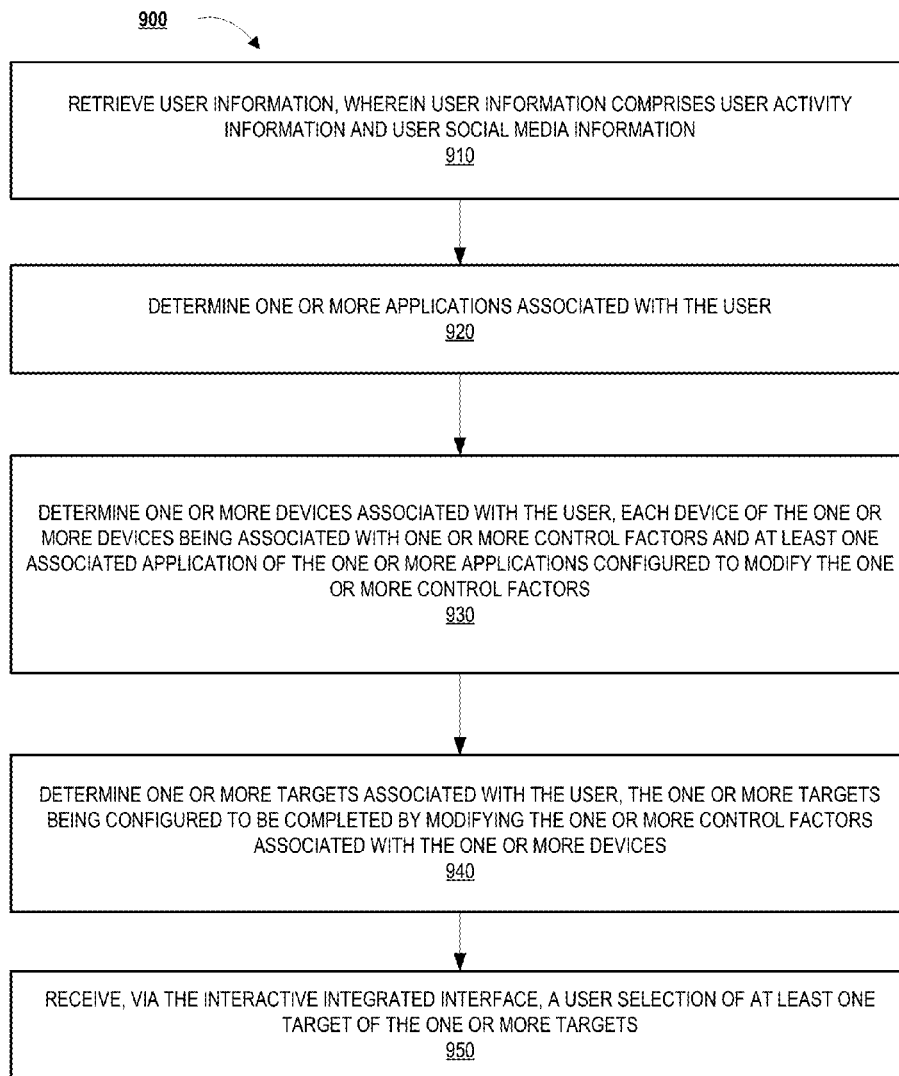 900
RETRIEVE USER INFORMATION, WHEREIN USER INFORMATION COMPRISES USER ACTIVITY
INFORMATION AND USER SOCIAL MEDIA INFORMATION
910
DETERMINE ONE OR MORE APPLICATIONS ASSOCIATED WITH THE USER
920
DETERMINE ONE OR MORE DEVICES ASSOCIATED WITH THE USER, EACH DEVICE OF THE ONE OR
MORE DEVICES BEING ASSOCIATED WITH ONE OR MORE CONTROL FACTORS AND AT LEAST ONE
ASSOCIATED APPLICATION OF THE ONE OR MORE APPLICATIONS CONFIGURED TO MODIFY THE ONE
OR MORE CONTROL FACTORS
930
DETERMINE ONE OR MORE TARGETS ASSOCIATED WITH THE USER, THE ONE OR MORE TARGETS
BEING CONFIGURED TO BE COMPLETED BY MODIFYING THE ONE OR MORE CONTROL FACTORS
ASSOCIATED WITH THE ONE OR MORE DEVICES
940
RECEIVE, VIA THE INTERACTIVE INTEGRATED INTERFACE, A USER SELECTION OF AT LEAST ONE
TARGET OF THE ONE OR MORE TARGETS
950